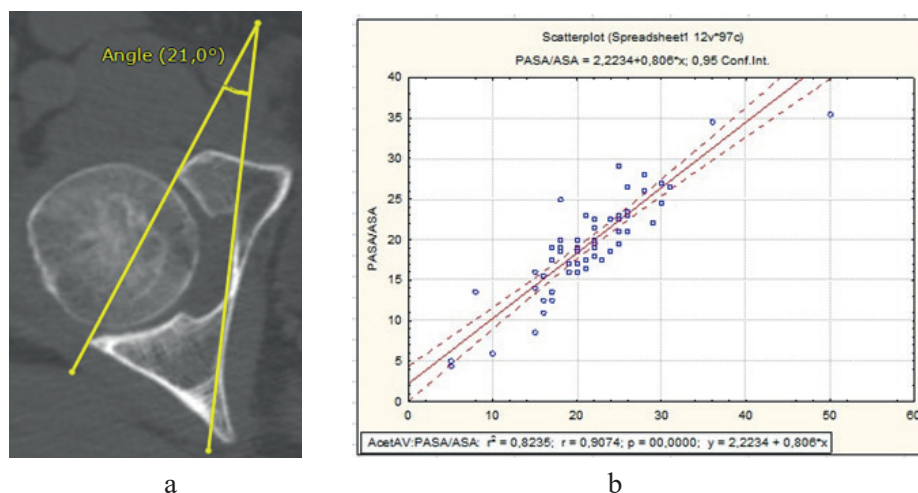 Angle (21,0°)
a
Scatterplot (Spreadsheet1 12v*97c)
PASA/ASA = 2,2234+0,806*x; 0,95 Conf.Int.
40
35
30
25
20
15
10
5
0
PASA/ASA
0 10 20 30 40 50 60
AcetAV:PASA/ASA: r² = 0,8235; r = 0,9074; p = 00,0000; y = 2,2234 + 0,806*x
b